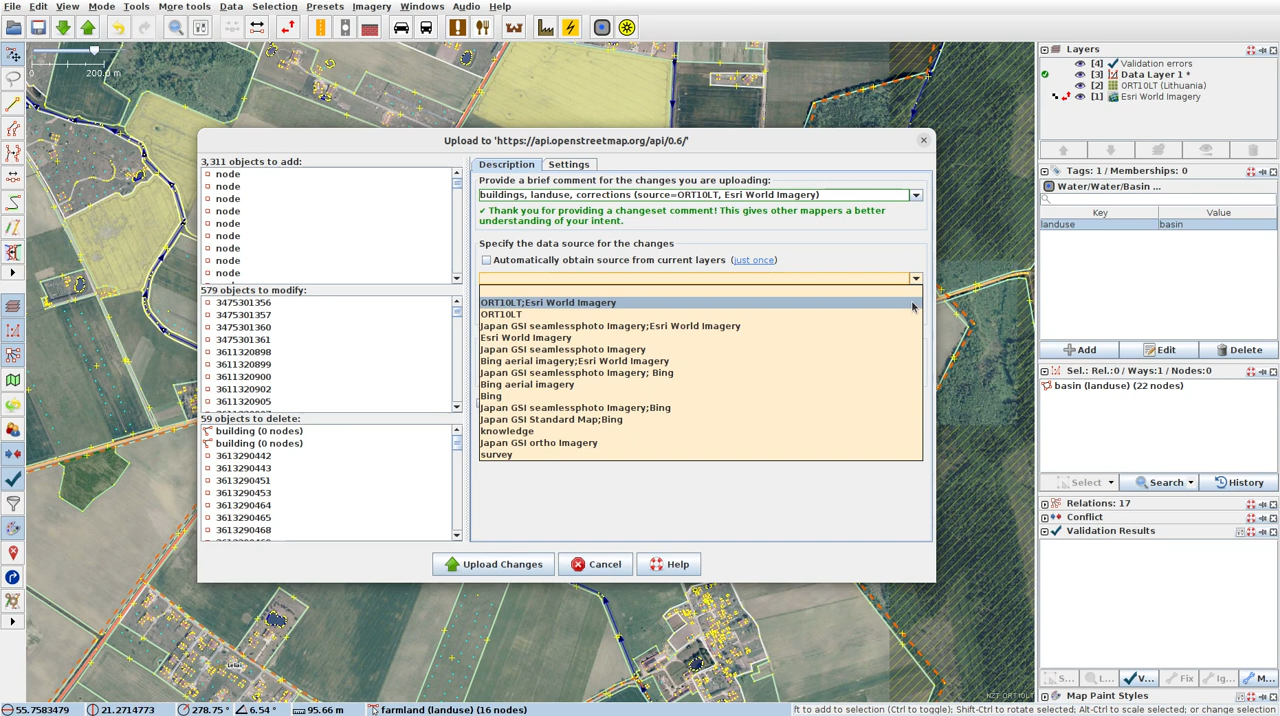 File Edit View Mode Tools More tools Data Selection Presets Imagery Windows Audio Help
0 200.0 m
Upload to 'https://api.openstreetmap.org/api/0.6/'
3,311 objects to add:
node
node
node
node
node
node
node
node
node
579 objects to modify:
3475301356
3475301357
3475301360
3475301361
3611320898
3611320899
3611320900
3611320902
3611320905
59 objects to delete:
building (0 nodes)
building (0 nodes)
3613290442
3613290443
3613290451
3613290453
3613290464
3613290465
3613290468
Description Settings
Provide a brief comment for the changes you are uploading:
buildings, landuse, corrections (source=ORT10LT, Esri World Imagery)
✔ Thank you for providing a changeset comment! This gives other mappers a better
understanding of your intent.
Specify the data source for the changes
Automatically obtain source from current layers (just once)
ORT10LT;Esri World Imagery
ORT10LT
Japan GSI seamlessphoto Imagery;Esri World Imagery
Esri World Imagery
Japan GSI seamlessphoto Imagery
Bing aerial imagery;Esri World Imagery
Japan GSI seamlessphoto Imagery; Bing
Bing aerial imagery
Bing
Japan GSI seamlessphoto Imagery;Bing
Japan GSI Standard Map;Bing
knowledge
Japan GSI ortho Imagery
survey
Upload Changes Cancel Help
Layers
[4] Validation errors
[3] Data Layer 1 *
[2] ORT10LT (Lithuania)
[1] Esri World Imagery
Tags: 1 / Memberships: 0
Water/Water/Basin ...
Key Value
landuse basin
Add Edit Delete
Sel.: Rel.:0 / Ways:1 / Nodes:0
basin (landuse) (22 nodes)
Select Search History
Relations: 17
Conflict
Validation Results
S... L... V... Fix Ig... M...
Map Paint Styles
NZT ORT10LT
55.7583479 21.2714773 278.75 ° 6.54 ° 95.66 m farmland (landuse) (16 nodes) ft to add to selection (Ctrl to toggle); Shift-Ctrl to rotate selected; Alt-Ctrl to scale selected; or change selection